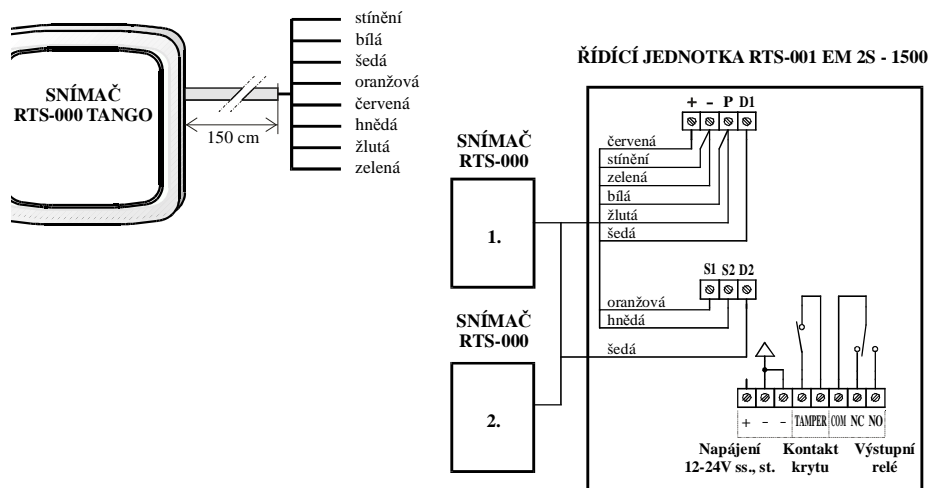 stínění
bílá
šedá
oranžová
červená
hnědá
žlutá
zelená
SNÍMAČ
RTS-000 TANGO
150 cm
ŘÍDÍCÍ JEDNOTKA RTS-001 EM 2S - 1500
+ - P D1
SNÍMAČ
RTS-000
1.
červená
stínění
zelená
bílá
žlutá
šedá
S1 S2 D2
oranžová
hnědá
šedá
SNÍMAČ
RTS-000
2.
+ - - TAMPER COM NC NO
Napájení
12-24V ss., st.
Kontakt
krytu
Výstupní
relé